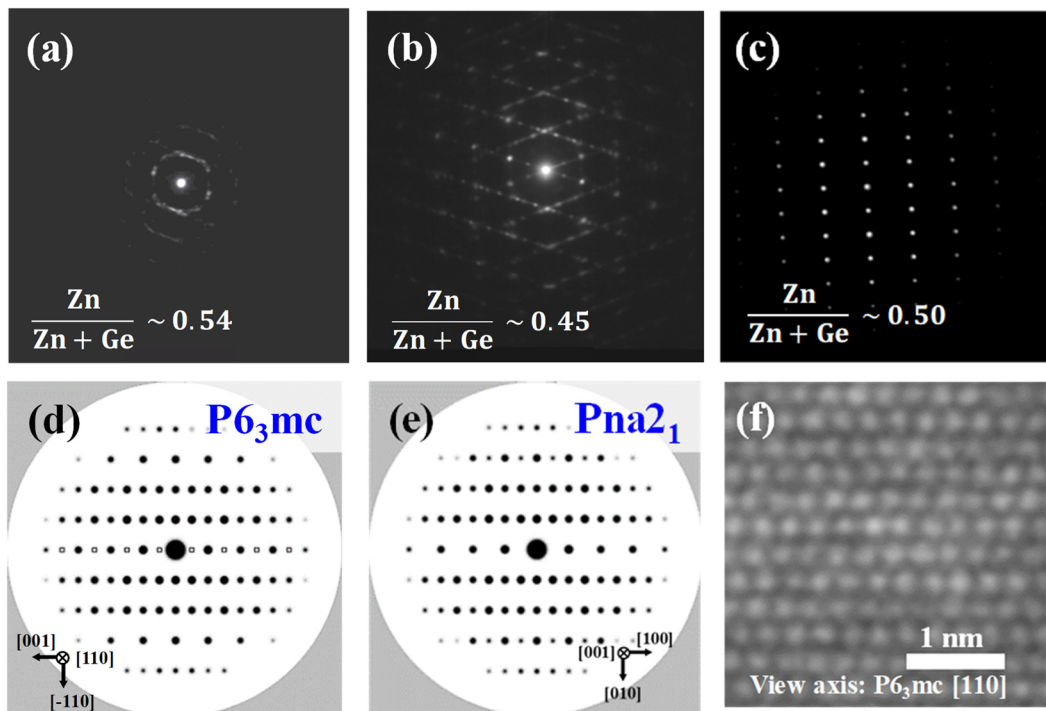 (a)
Zn
Zn + Ge
~ 0.54
(b)
Zn
Zn + Ge
~ 0.45
(c)
Zn
Zn + Ge
~ 0.50
(d)
P6₃mc
[001]
[110]
[-110]
(e)
Pna2₁
[001]
[100]
[010]
(f)
1 nm
View axis: P6₃mc [110]